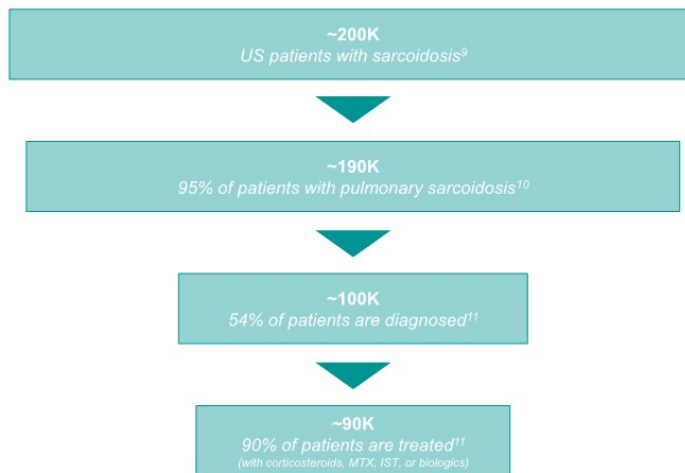 ~200K
US patients with sarcoidosis⁹
~190K
95% of patients with pulmonary sarcoidosis¹⁰
~100K
54% of patients are diagnosed¹¹
~90K
90% of patients are treated¹¹
(with corticosteroids, MTX, IST, or biologics)